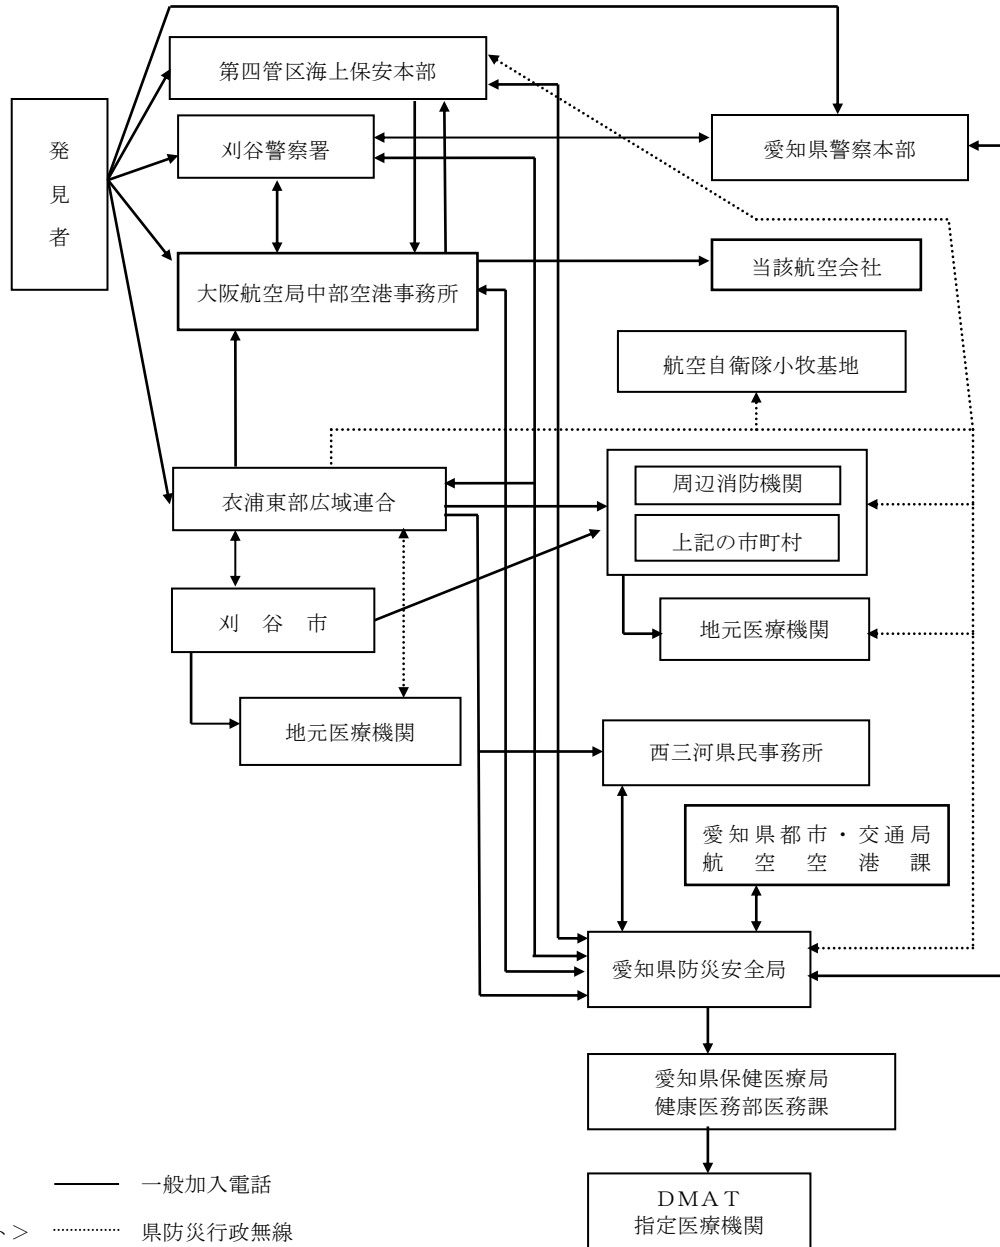 第四管区海上保安本部
発見者
刈谷警察署
愛知県警察本部
当該航空会社
大阪航空局中部空港事務所
航空自衛隊小牧基地
衣浦東部広域連合
周辺消防機関
上記の市町村
刈　谷　市
地元医療機関
地元医療機関
西三河県民事務所
愛知県都市・交通局
航空空港課
愛知県防災安全局
愛知県保健医療局
健康医務部医務課
DMAT
指定医療機関
一般加入電話
＞
県防災行政無線